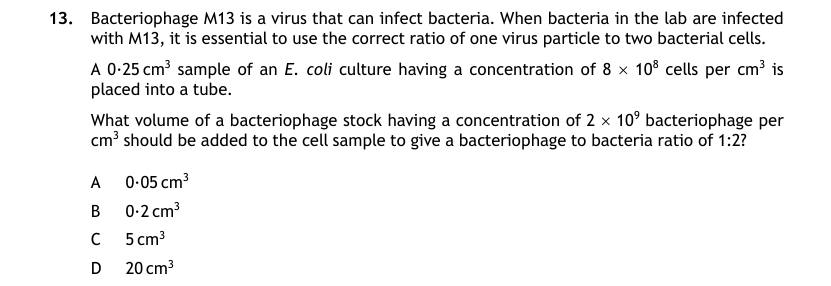 13. Bacteriophage M13 is a virus that can infect bacteria. When bacteria in the lab are infected
with M13, it is essential to use the correct ratio of one virus particle to two bacterial cells.
A 0·25 cm³ sample of an E. coli culture having a concentration of 8 × 10⁸ cells per cm³ is
placed into a tube.
What volume of a bacteriophage stock having a concentration of 2 × 10⁹ bacteriophage per
cm³ should be added to the cell sample to give a bacteriophage to bacteria ratio of 1:2?
A 0·05 cm³
B 0·2 cm³
C 5 cm³
D 20 cm³